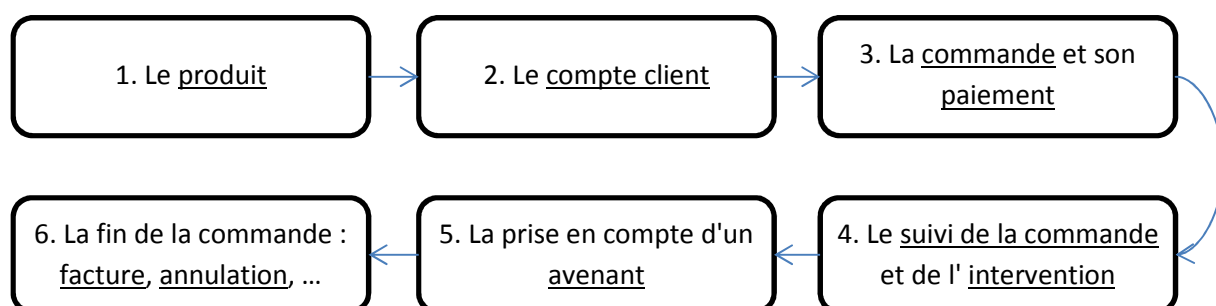 1. Le produit
2. Le compte client
3. La commande et son
paiement
4. Le suivi de la commande
et de l' intervention
5. La prise en compte d'un
avenant
6. La fin de la commande :
facture, annulation, ...